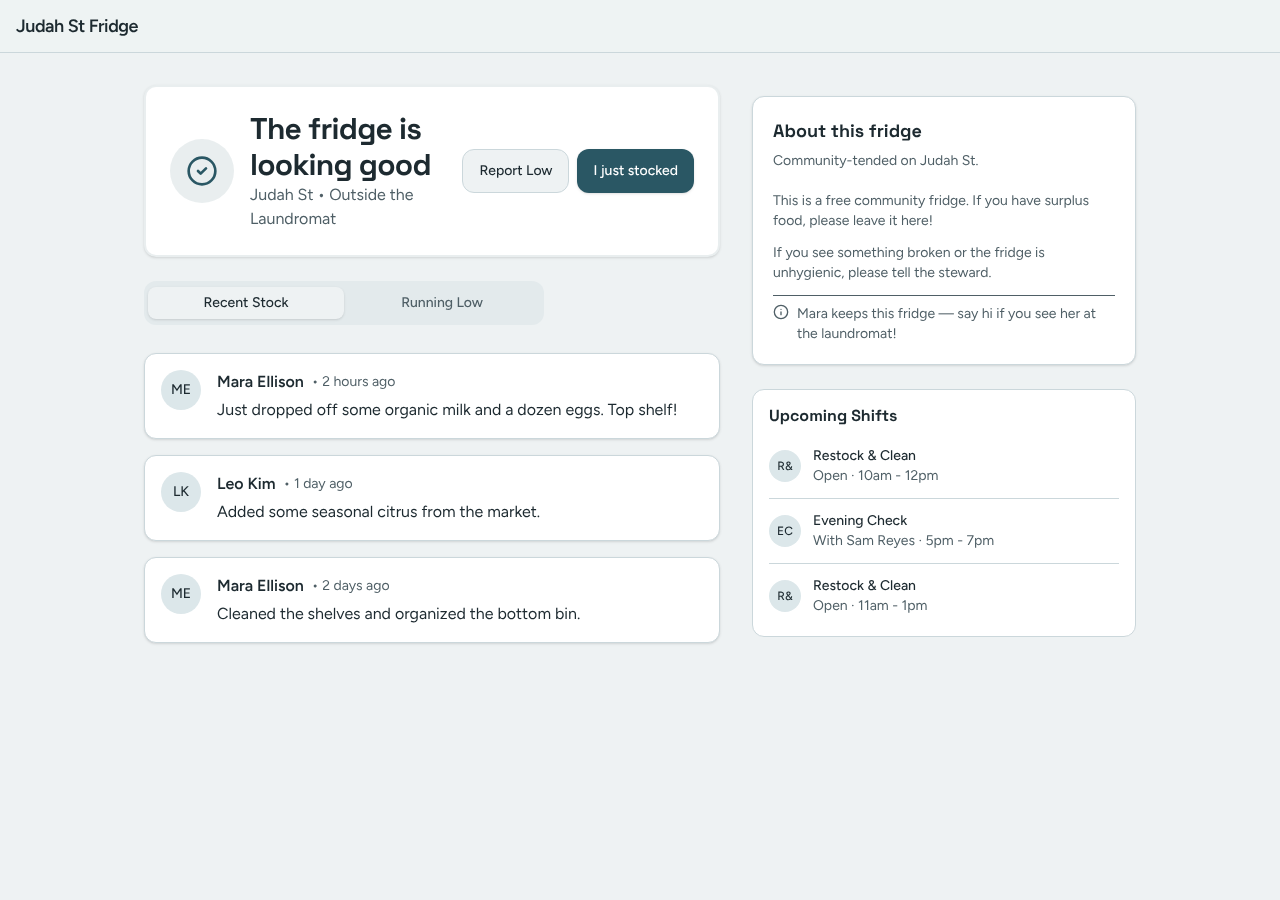 Judah St Fridge
The fridge is
looking good
Judah St • Outside the
Laundromat
Report Low
I just stocked
Recent Stock
Running Low
ME
Mara Ellison • 2 hours ago
Just dropped off some organic milk and a dozen eggs. Top shelf!
LK
Leo Kim • 1 day ago
Added some seasonal citrus from the market.
ME
Mara Ellison • 2 days ago
Cleaned the shelves and organized the bottom bin.
About this fridge
Community-tended on Judah St.
This is a free community fridge. If you have surplus
food, please leave it here!
If you see something broken or the fridge is
unhygienic, please tell the steward.
Mara keeps this fridge — say hi if you see her at
the laundromat!
Upcoming Shifts
R&
Restock & Clean
Open · 10am - 12pm
EC
Evening Check
With Sam Reyes · 5pm - 7pm
R&
Restock & Clean
Open · 11am - 1pm